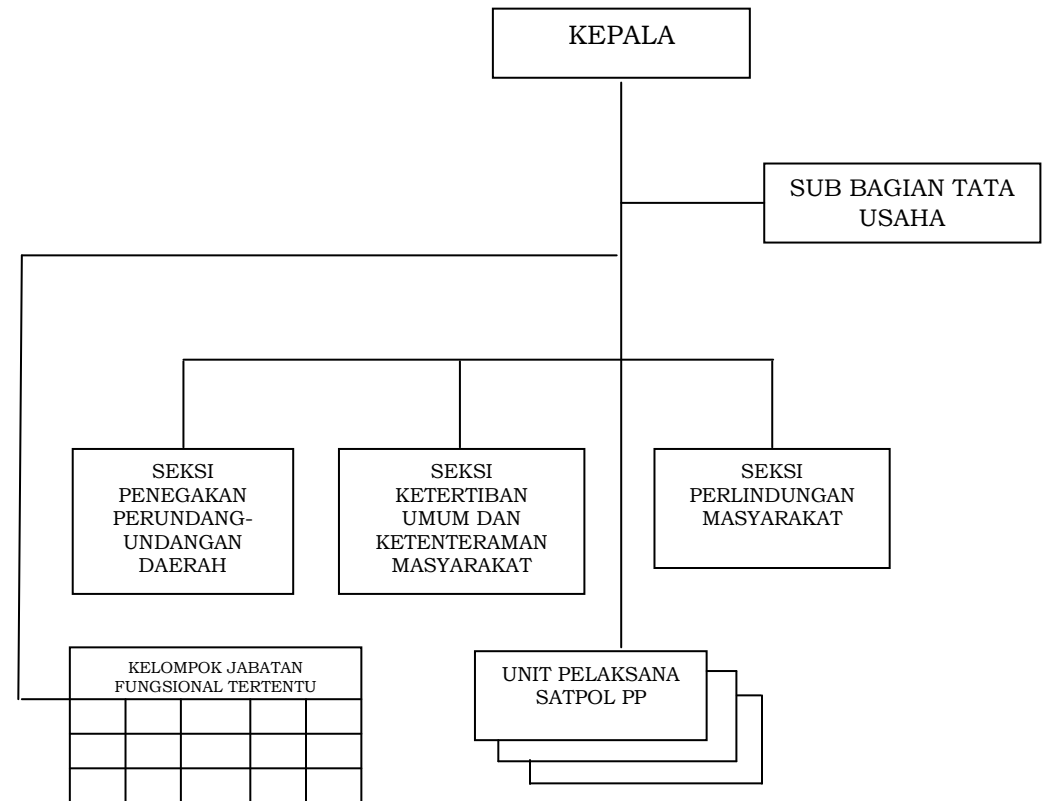 KEPALA
SUB BAGIAN TATA
USAHA
SEKSI
PENEGAKAN
PERUNDANG-
UNDANGAN
DAERAH
SEKSI
KETERTIBAN
UMUM DAN
KETENTERAMAN
MASYARAKAT
SEKSI
PERLINDUNGAN
MASYARAKAT
KELOMPOK JABATAN
FUNGSIONAL TERTENTU
UNIT PELAKSANA
SATPOL PP